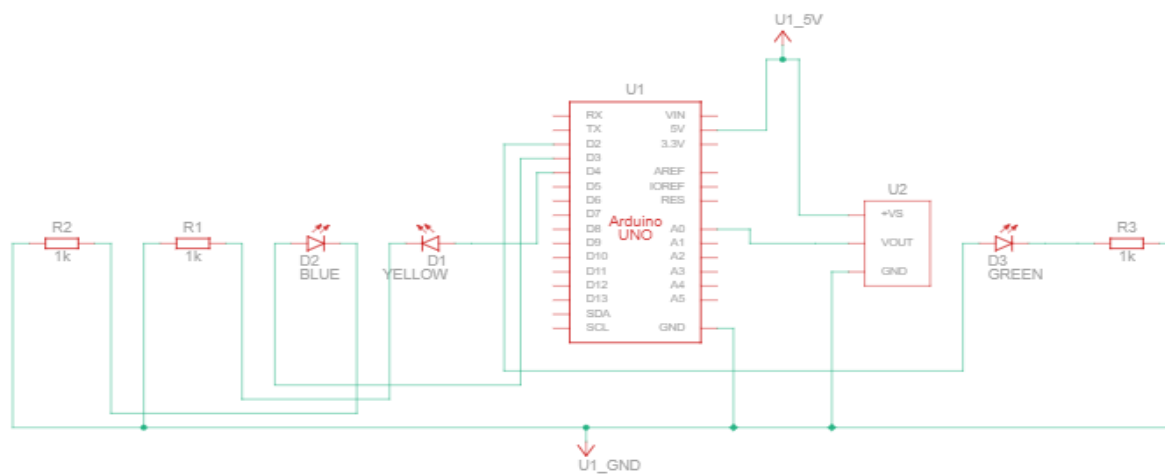 U1_5V
U1
RX
TX
D2
D3
D4
D5
D6
D7
D8
D9
D10
D11
D12
D13
SDA
SCL
Arduino
UNO
VIN
5V
3.3V
AREF
IOREF
RES
A0
A1
A2
A3
A4
A5
GND
R2
1k
R1
1k
D2
BLUE
D1
YELLOW
U2
+VS
VOUT
GND
D3
GREEN
R3
1k
U1_GND